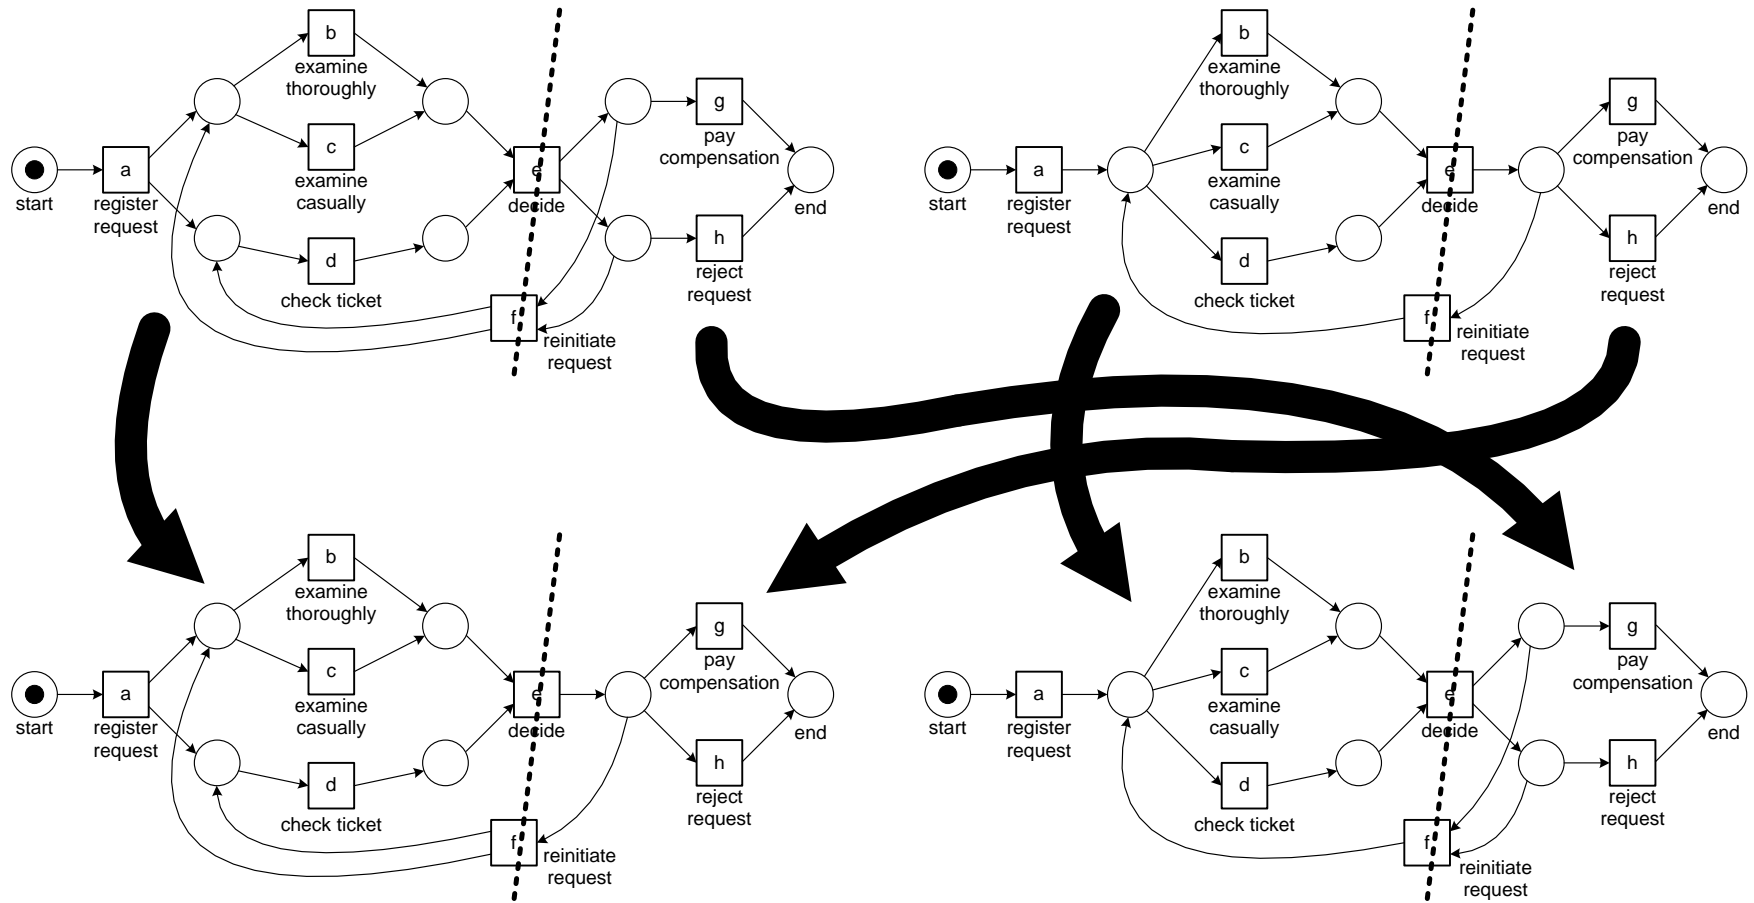 b
examine
thoroughly
g
pay
compensation
c
examine
casually
start
a
register
request
e
decide
end
d
check ticket
h
reject
request
f
reinitiate
request
b
examine
thoroughly
g
pay
compensation
c
examine
casually
start
a
register
request
e
decide
end
d
check ticket
h
reject
request
f
reinitiate
request
b
examine
thoroughly
g
pay
compensation
c
examine
casually
start
a
register
request
e
decide
end
d
check ticket
h
reject
request
f
reinitiate
request
b
examine
thoroughly
g
pay
compensation
c
examine
casually
start
a
register
request
e
decide
end
d
check ticket
h
reject
request
f
reinitiate
request